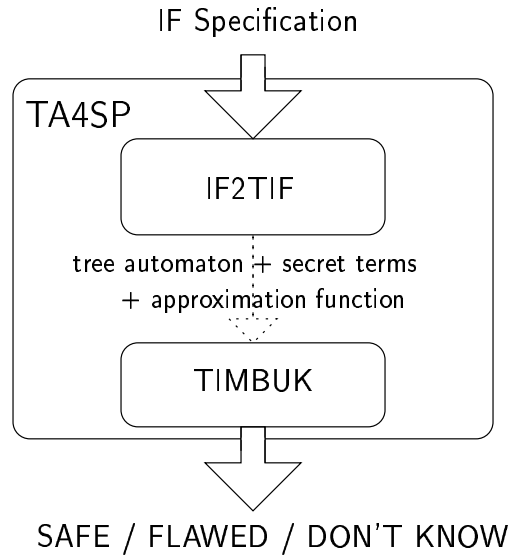 IF Specification
TA4SP
IF2TIF
tree automaton + secret terms
+ approximation function
TIMBUK
SAFE / FLAWED / DON'T KNOW